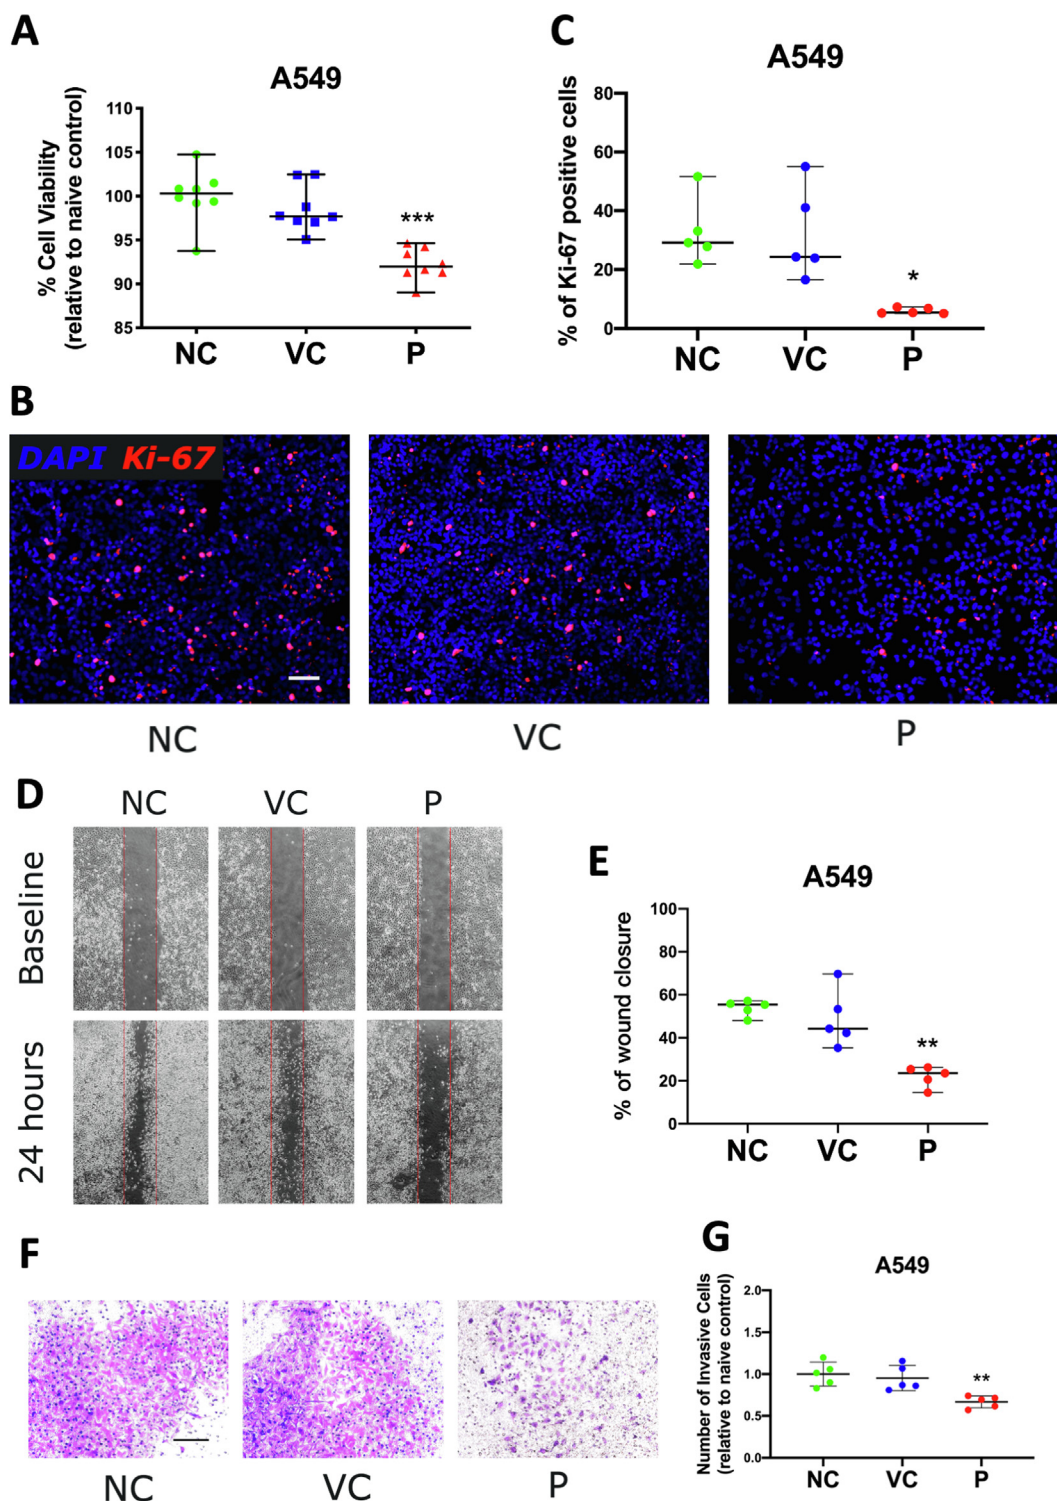 A
A549
% Cell Viability
(relative to naive control)
110
105
100
95
90
85
***
NC VC P
C
A549
% of Ki-67 positive cells
80
60
40
20
0
*
NC VC P
B
DAPI Ki-67
NC VC P
D
NC VC P
Baseline
24 hours
E
A549
% of wound closure
100
80
60
40
20
0
**
NC VC P
F
NC VC P
G
A549
Number of Invasive Cells
(relative to naive control)
2.0
1.5
1.0
0.5
0.0
**
NC VC P